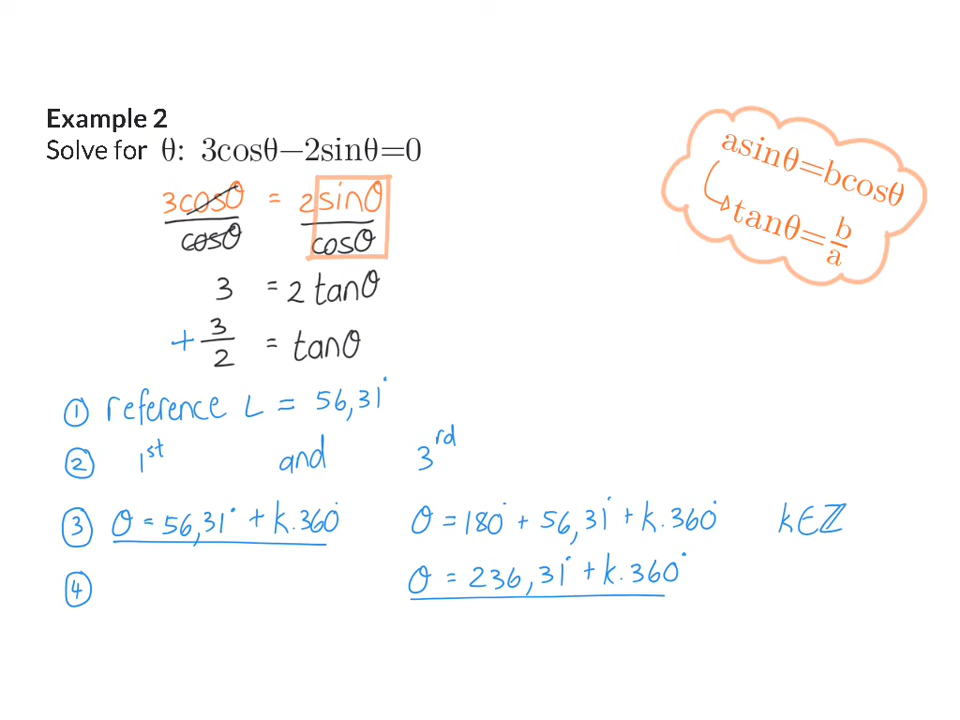 Example 2
Solve for θ: 3cosθ−2sinθ=0
asinθ=bcosθ
tanθ=b/a
3cosθ/cosθ = 2sinθ/cosθ
3 = 2tanθ
+3/2 = tanθ
① reference ∠ = 56,31°
② 1st and 3rd
③ θ = 56,31° + k.360° θ = 180° + 56,31° + k.360° k∈ℤ
④ θ = 236,31° + k.360°